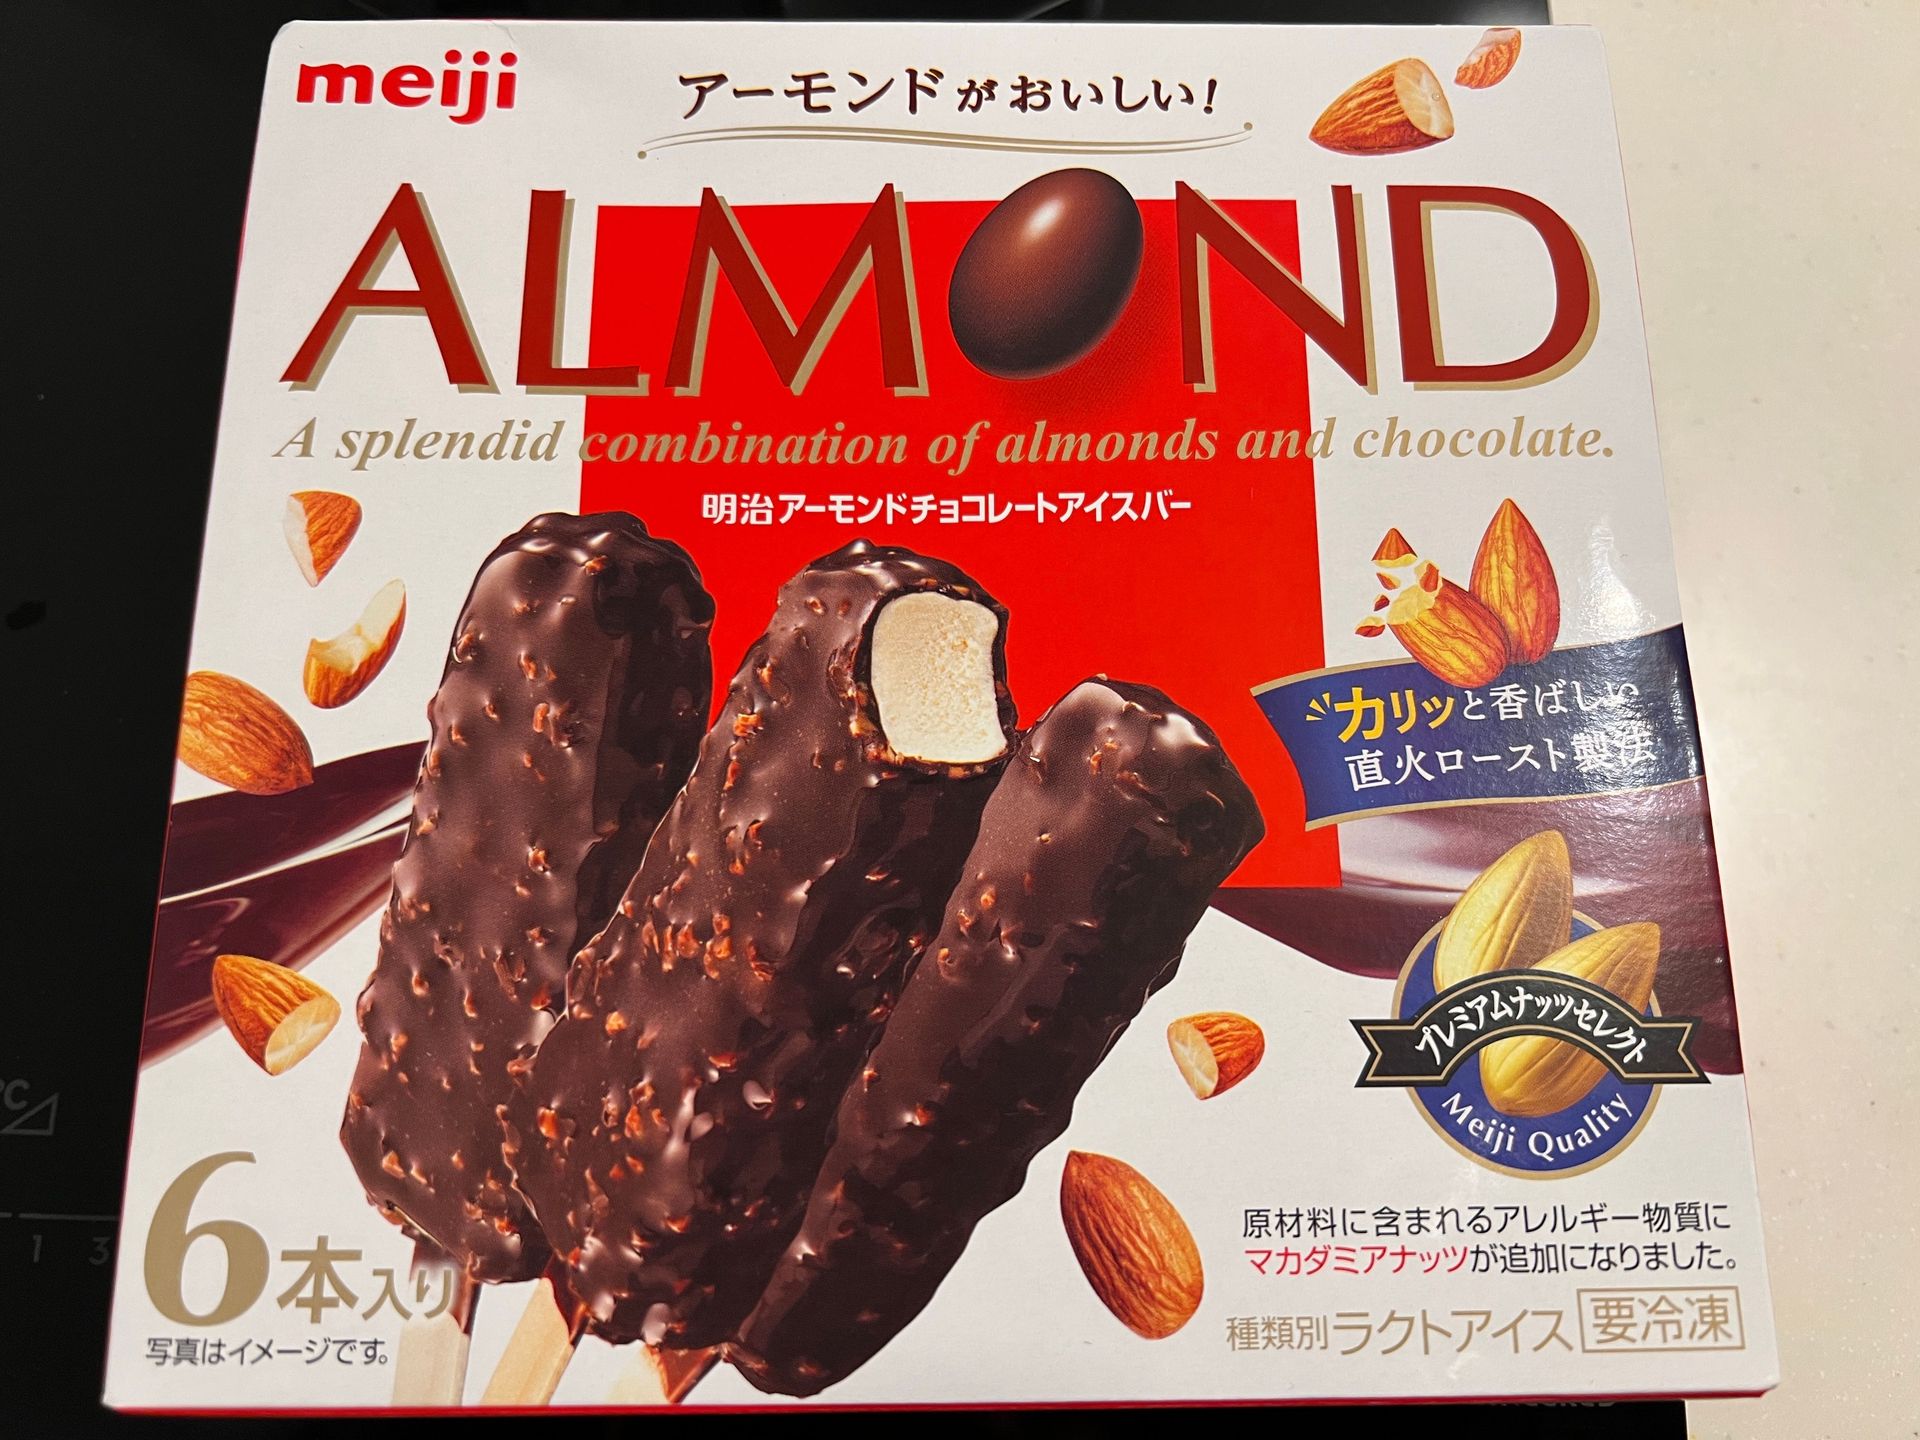 meiji
アーモンドがおいしい!
ALMOND
A splendid combination of almonds and chocolate.
明治アーモンドチョコレートアイスバー
カリッと香ばしい
直火ロースト製法
プレミアムナッツセレクト
Meiji Quality
6本入り
写真はイメージです。
原材料に含まれるアレルギー物質に
マカダミアナッツが追加になりました。
種類別ラクトアイス 要冷凍
1 3